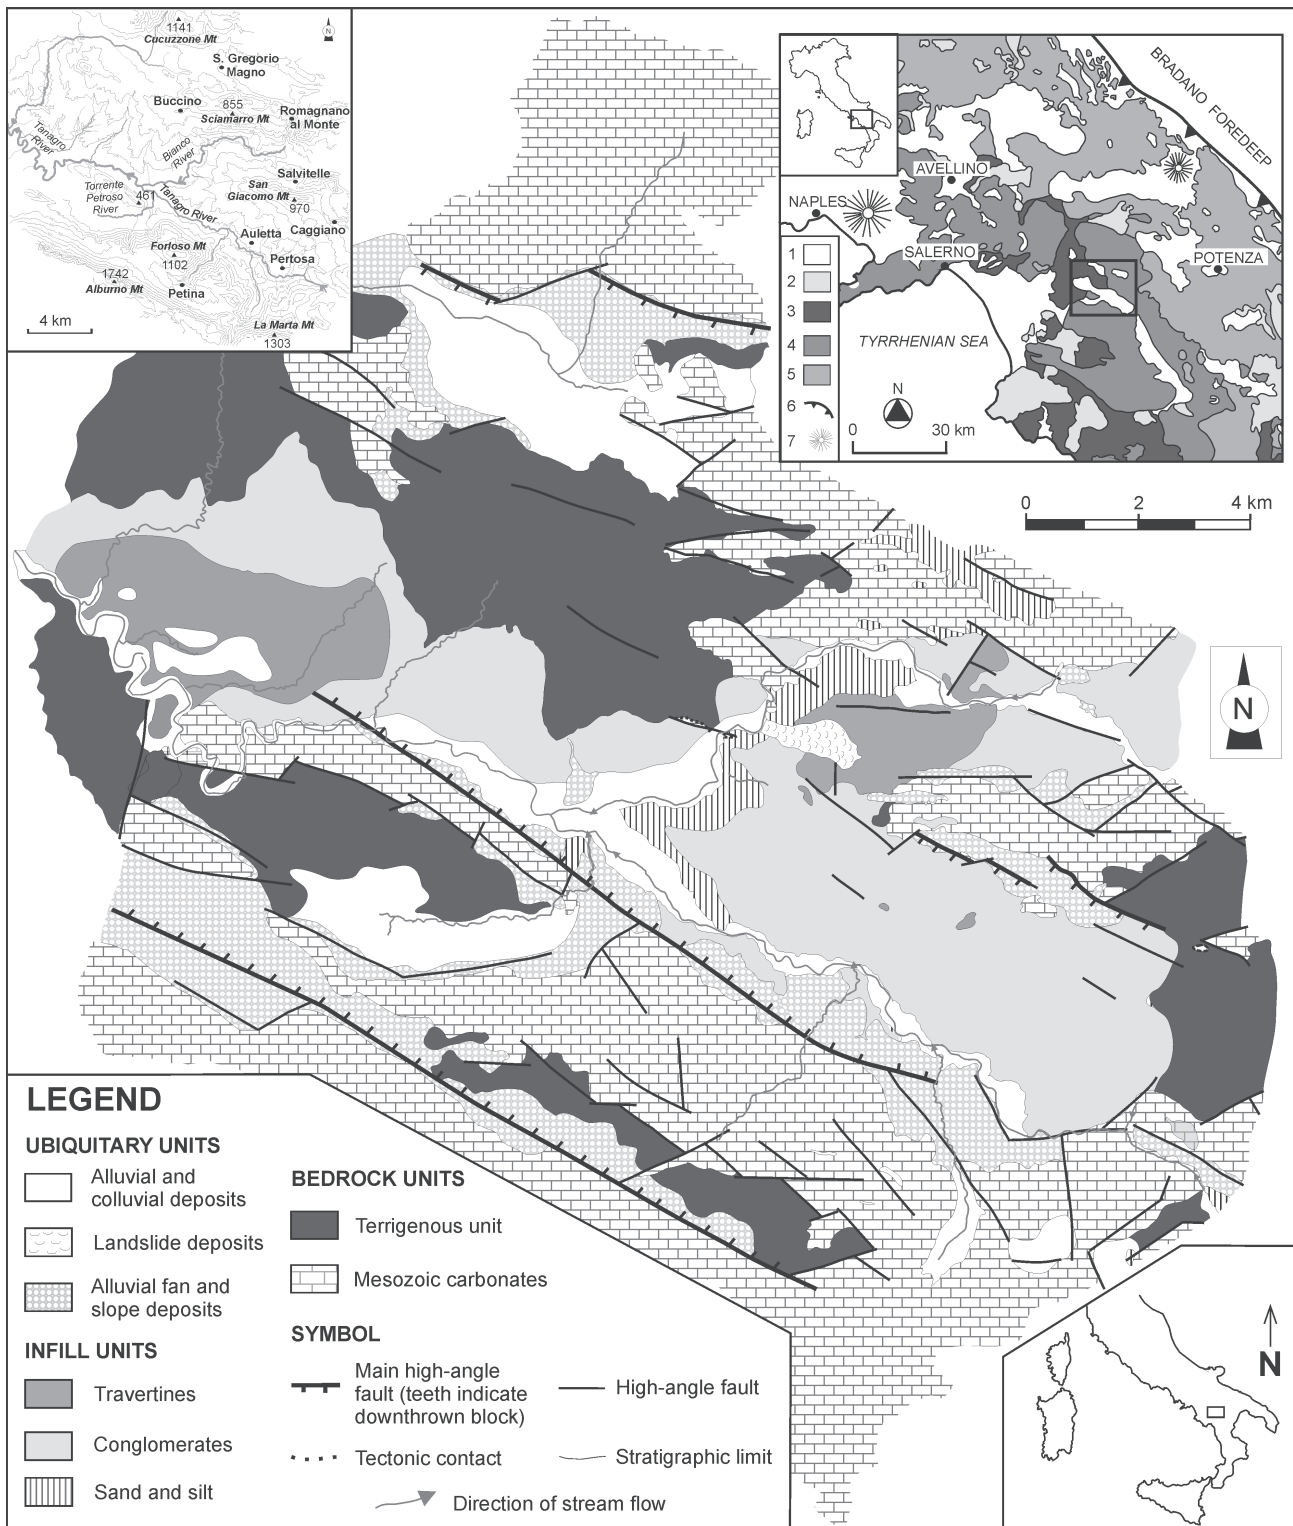 1141
Cucuzzone Mt
N
S. Gregorio
Magno
Buccino
855
Sciamarro Mt
Romagnano
al Monte
Tanagro
River
Bianco
River
Torrente
Petroso
River
461
Tanagro River
San
Giacomo Mt
Salvitelle
970
Caggiano
Auletta
Forloso Mt
1102
Pertosa
1742
Alburno Mt
Petina
4 km
La Marta Mt
1303
BRADANO FOREDEEP
AVELLINO
NAPLES
SALERNO
POTENZA
TYRRHENIAN SEA
1
2
3
4
5
6
7
N
0 30 km
0 2 4 km
N
LEGEND
UBIQUITARY UNITS
Alluvial and
colluvial deposits
Landslide deposits
Alluvial fan and
slope deposits
INFILL UNITS
Travertines
Conglomerates
Sand and silt
BEDROCK UNITS
Terrigenous unit
Mesozoic carbonates
SYMBOL
Main high-angle
fault (teeth indicate
downthrown block)
High-angle fault
Tectonic contact
Stratigraphic limit
Direction of stream flow
N